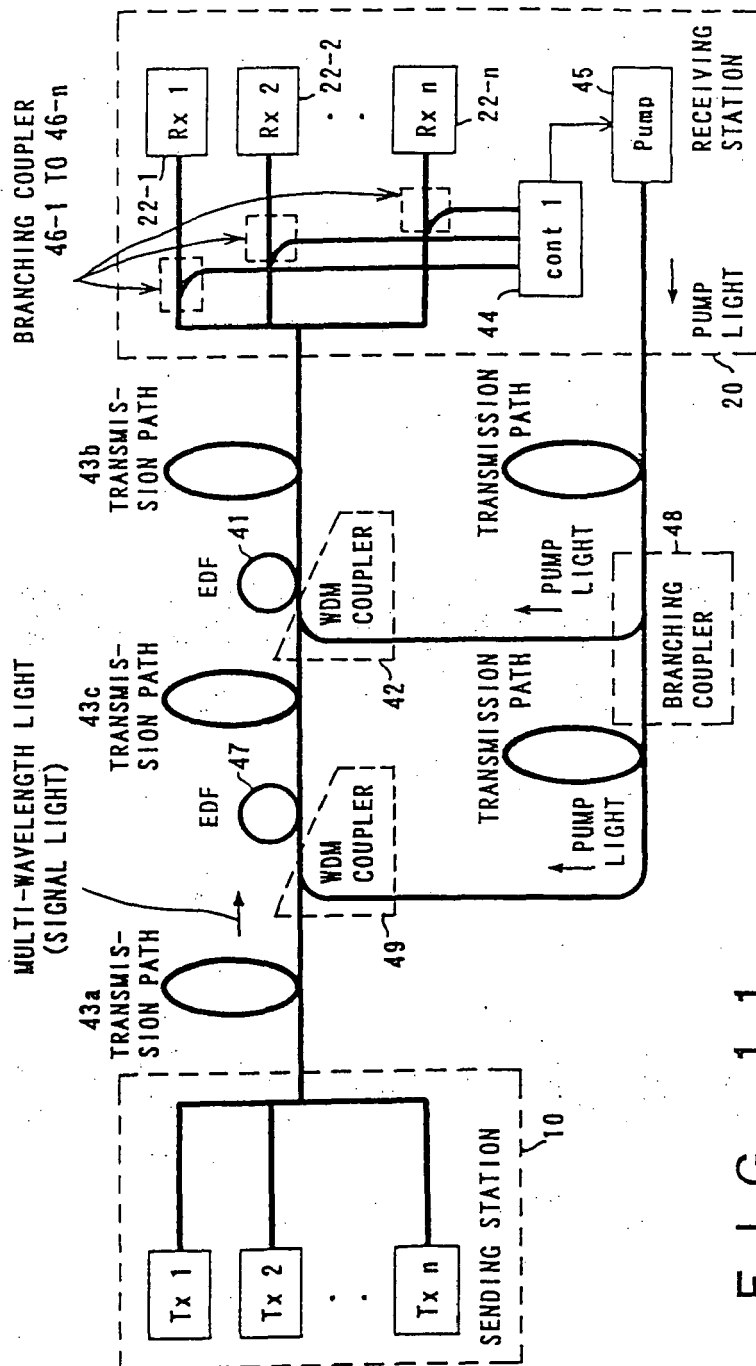 MULTI-WAVELENGTH LIGHT
(SIGNAL LIGHT)
BRANCHING COUPLER
46-1 TO 46-n
43a
TRANSMIS-
SION PATH
43c
TRANSMIS-
SION PATH
43b
TRANSMIS-
SION PATH
EDF
47
EDF
41
Tx 1
Tx 2
Tx n
SENDING STATION
10
WDM
COUPLER
49
WDM
COUPLER
42
22-1
Rx 1
Rx 2
22-2
Rx n
22-n
cont 1
44
Pump
45
RECEIVING
STATION
PUMP
LIGHT
20
TRANSMISSION
PATH
TRANSMISSION
PATH
PUMP
LIGHT
PUMP
LIGHT
BRANCHING
COUPLER
48
FIG. 11